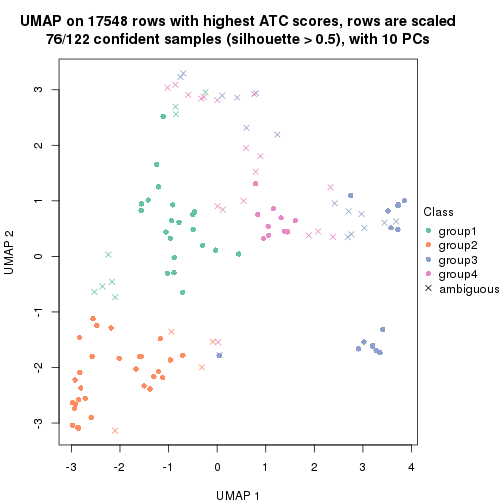 UMAP on 17548 rows with highest ATC scores, rows are scaled
76/122 confident samples (silhouette > 0.5), with 10 PCs
3
2
1
0
-1
-2
-3
UMAP 2
-3
-2
-1
0
1
2
3
4
UMAP 1
Class
group1
group2
group3
group4
ambiguous